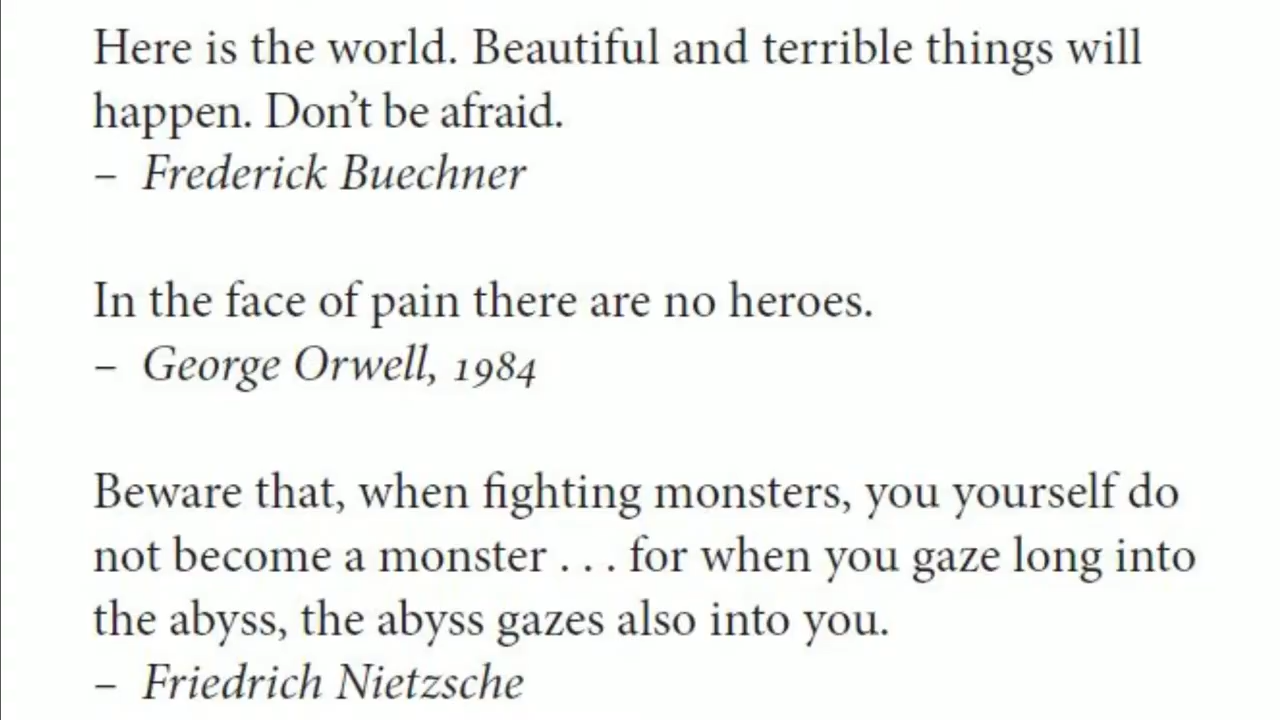 Here is the world. Beautiful and terrible things will
happen. Don’t be afraid.
– Frederick Buechner
In the face of pain there are no heroes.
– George Orwell, 1984
Beware that, when fighting monsters, you yourself do
not become a monster . . . for when you gaze long into
the abyss, the abyss gazes also into you.
– Friedrich Nietzsche